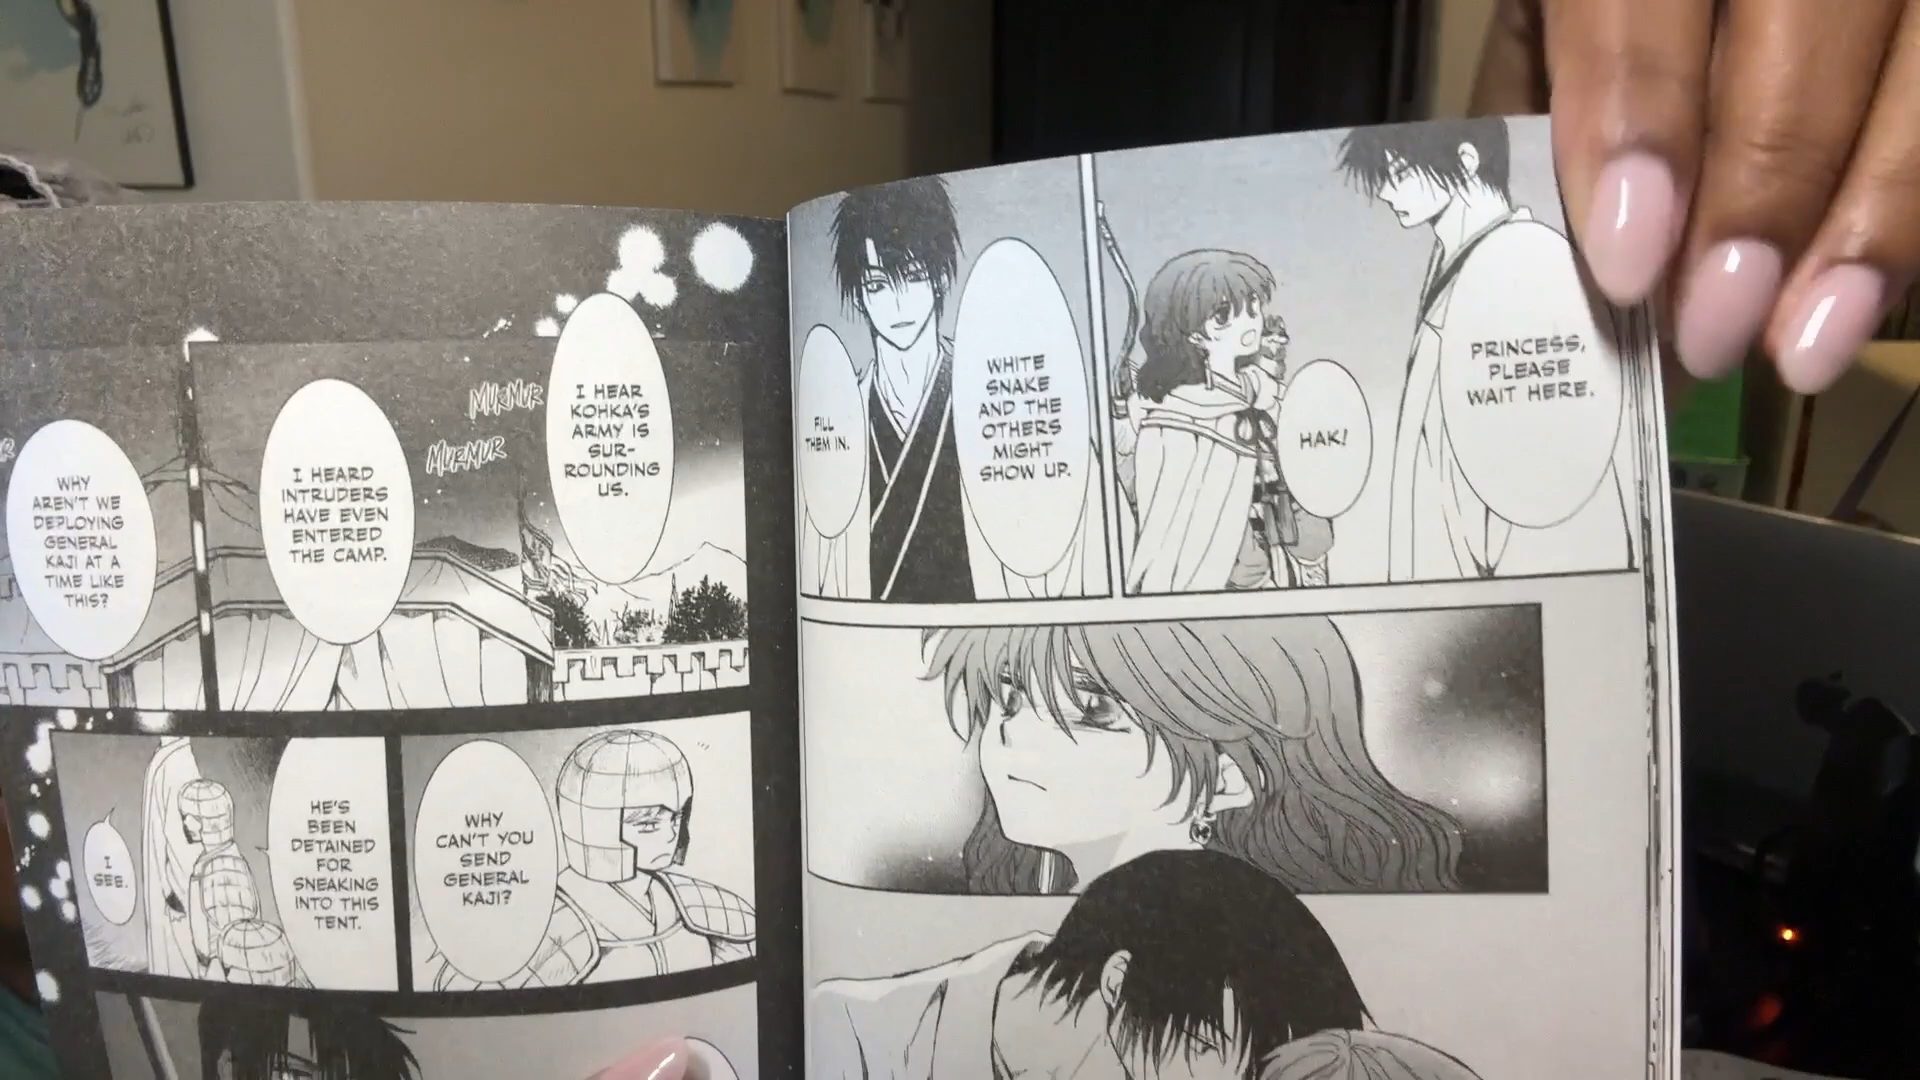 PRINCESS,
PLEASE
WAIT HERE.
HAK!
WHITE
SNAKE
AND THE
OTHERS
MIGHT
SHOW UP.
FILL
THEM IN.
I HEAR
KOHKA'S
ARMY IS
SUR-
ROUNDING
US.
MURMUR
MURMUR
I HEARD
INTRUDERS
HAVE EVEN
ENTERED
THE CAMP.
WHY
AREN'T WE
DEPLOYING
GENERAL
KAJI AT A
TIME LIKE
THIS?
WHY
CAN'T YOU
SEND
GENERAL
KAJI?
HE'S
BEEN
DETAINED
FOR
SNEAKING
INTO THIS
TENT.
I
SEE.